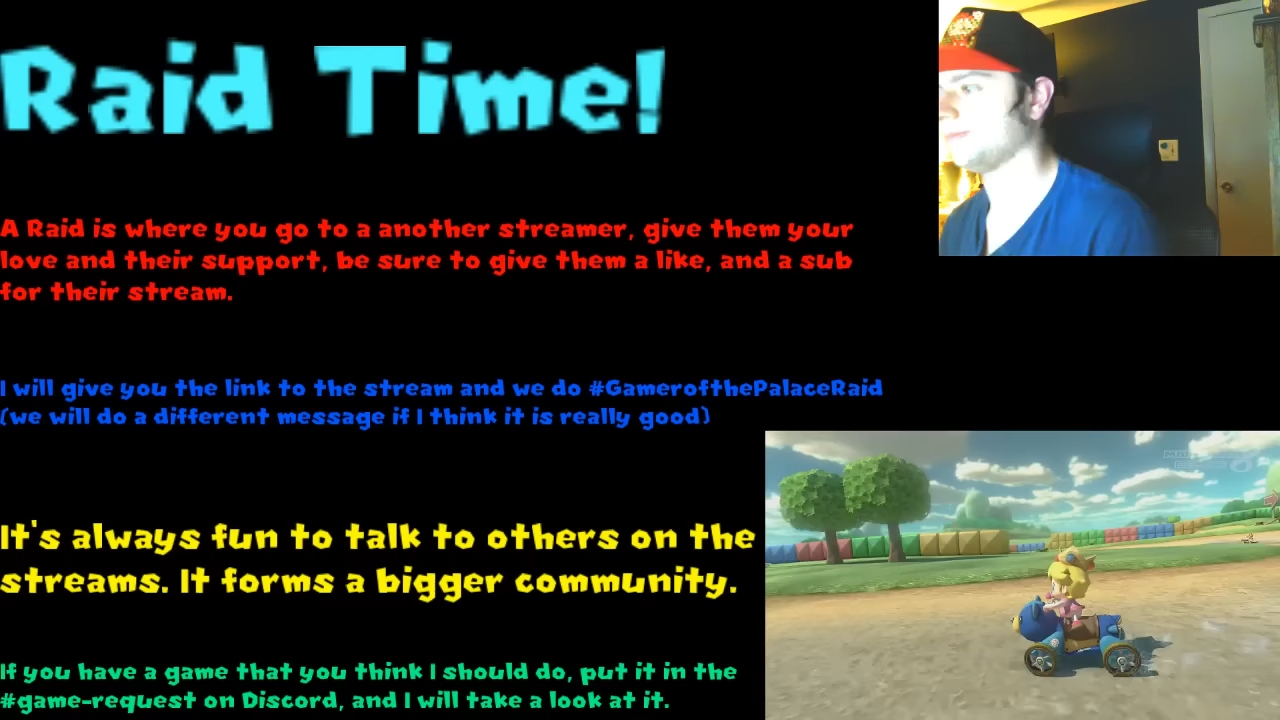 Raid Time!
A Raid is where you go to a another streamer, give them your
love and their support, be sure to give them a like, and a sub
for their stream.
I will give you the link to the stream and we do #GamerofthePalaceRaid
(we will do a different message if I think it is really good)
It's always fun to talk to others on the
streams. It forms a bigger community.
If you have a game that you think I should do, put it in the
#game-request on Discord, and I will take a look at it.